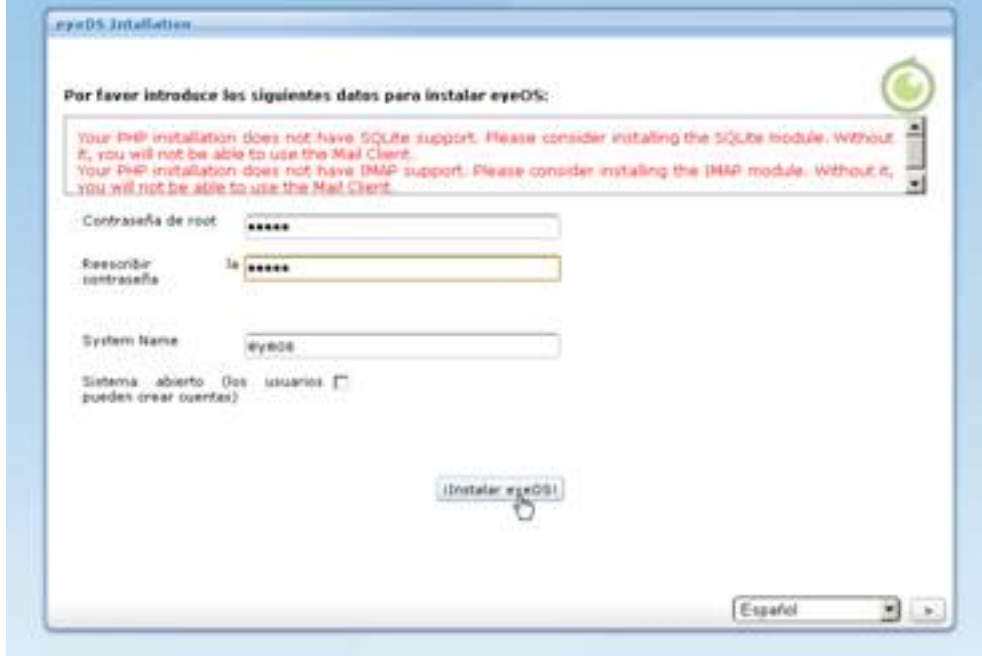 eyeOS Intallation
Por favor introduce los siguientes datos para instalar eyeOS:
Your PHP installation does not have SQLite support. Please consider installing the SQLite module. Without
it, you will not be able to use the Mail Client.
Your PHP installation does not have IMAP support. Please consider installing the IMAP module. Without it,
you will not be able to use the Mail Client.
Contraseña de root
•••••
Reescribir la
contraseña
•••••
System Name
eyeos
Sistema abierto (los usuarios
pueden crear cuentas)
¡Instalar eyeOS!
Español
»